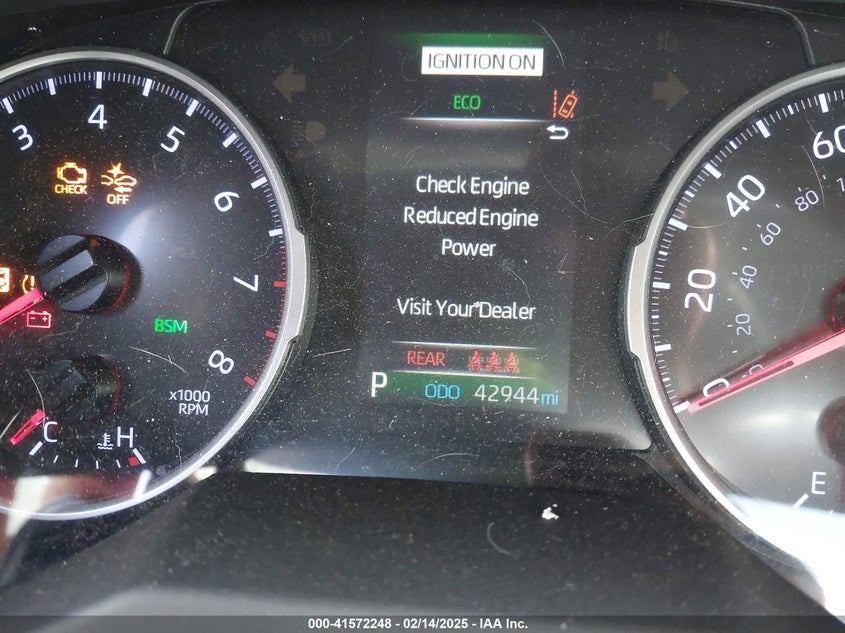 IGNITION ON
ECO
Check Engine
Reduced Engine
Power
Visit Your Dealer
REAR
P ODO 42944 mi
3 4 5 6 7 8
CHECK
OFF
BSM
x1000
RPM
C H
0 20 40 60
20 40 60 80
E
000-41572248 - 02/14/2025 - IAA Inc.